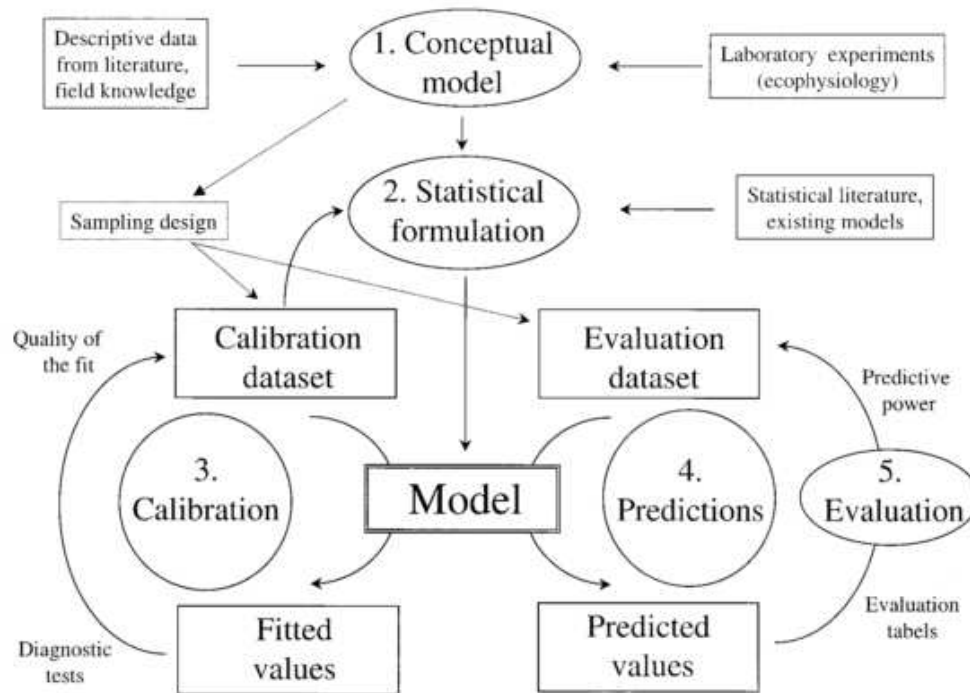 Descriptive data
from literature,
field knowledge
1. Conceptual
model
Laboratory experiments
(ecophysiology)
2. Statistical
formulation
Sampling design
Statistical literature,
existing models
Quality of
the fit
Calibration
dataset
Evaluation
dataset
Predictive
power
3.
Calibration
Model
4.
Predictions
5.
Evaluation
Diagnostic
tests
Fitted
values
Predicted
values
Evaluation
tabels